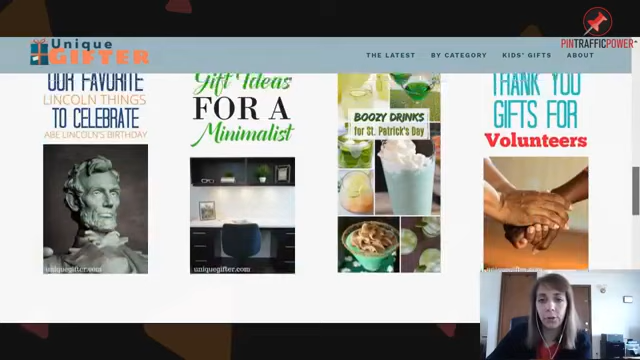 Unique
GIFTER
PINTRAFFICPOWER
THE LATEST
BY CATEGORY
KIDS' GIFTS
ABOUT
OUR FAVORITE
LINCOLN THINGS
TO CELEBRATE
ABE LINCOLN'S BIRTHDAY
uniquegifter.com
Gift Ideas
FOR A
Minimalist
uniquegifter.com
BOOZY DRINKS
for St. Patrick's Day
THANK YOU
GIFTS FOR
Volunteers
uniquegifter.com